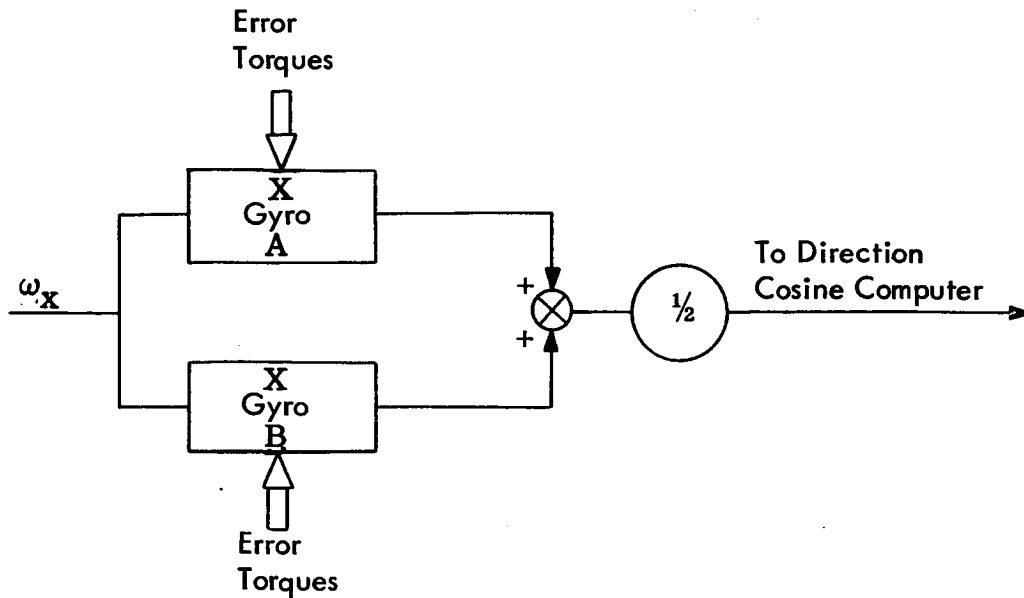 Error
Torques
X
Gyro
A
ωX
+
+
½
To Direction
Cosine Computer
X
Gyro
B
Error
Torques